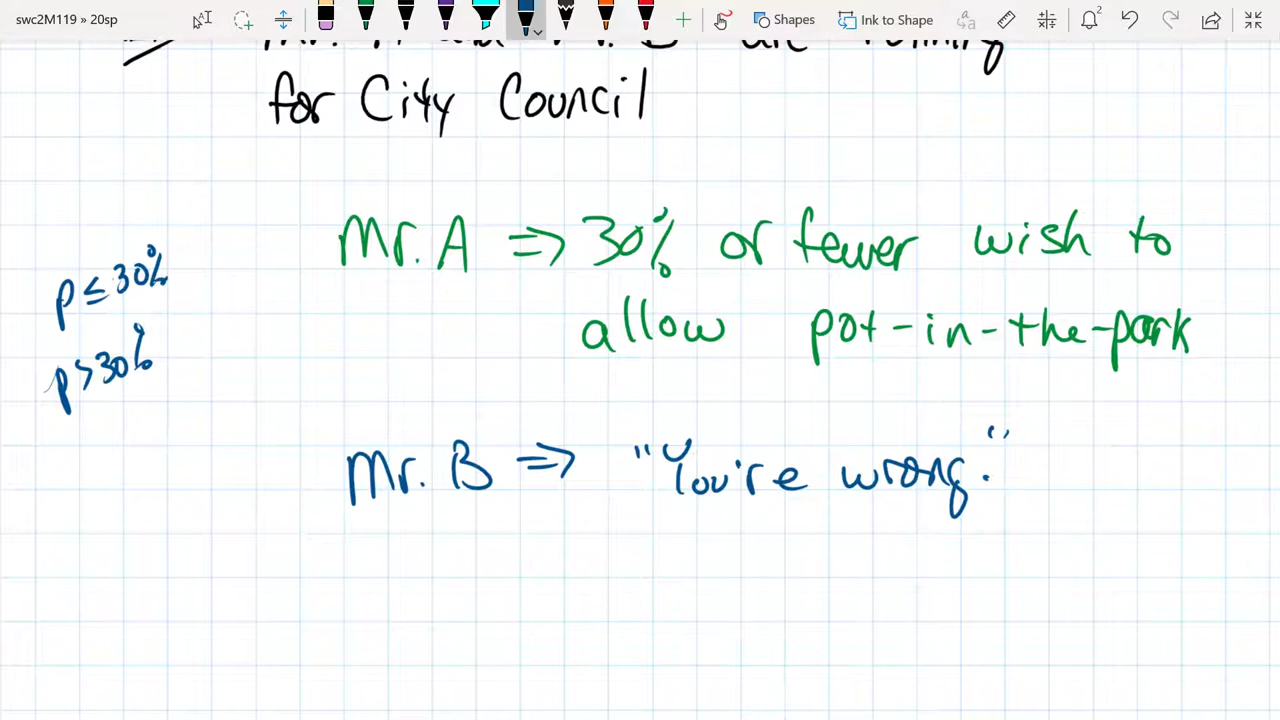 swc2M119 » 20sp
Shapes
Ink to Shape
2
for City Council
Mr. A => 30% or fewer wish to
allow pot-in-the-park
p ≤ 30%
p > 30%
Mr. B => "You're wrong."